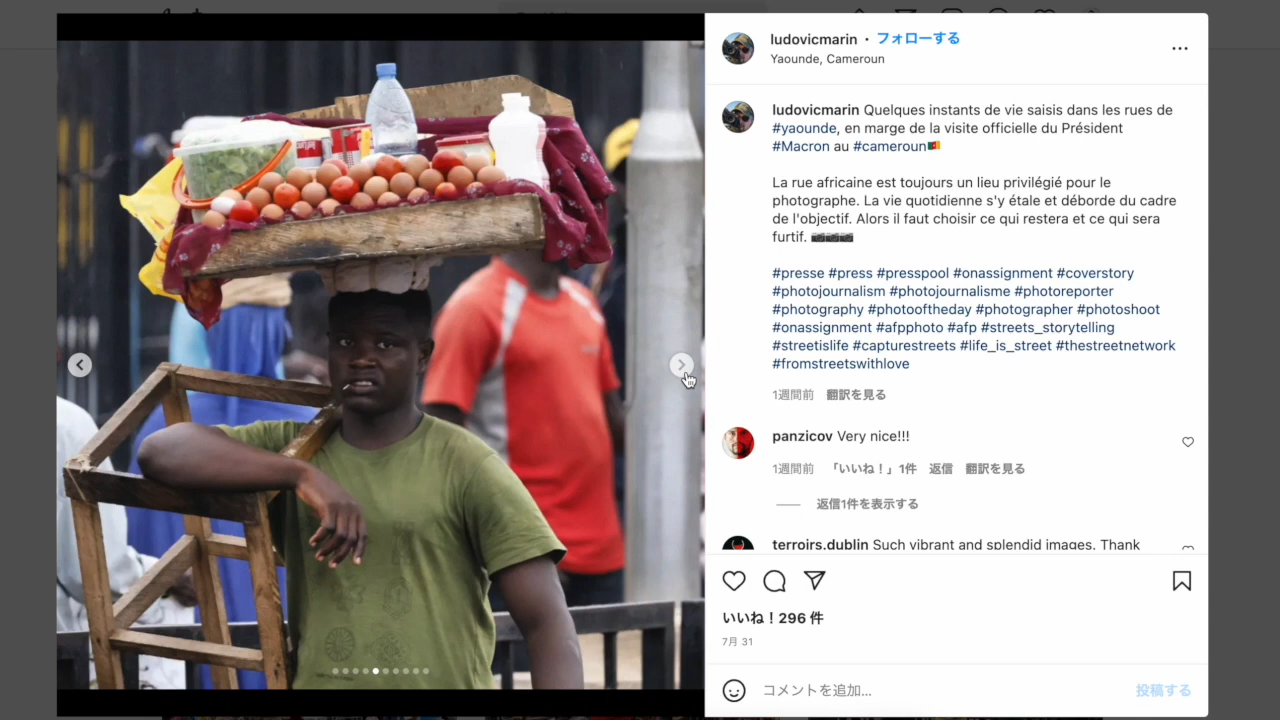 ludovicmarin • フォローする
Yaounde, Cameroun
ludovicmarin Quelques instants de vie saisis dans les rues de
#yaounde, en marge de la visite officielle du Président
#Macron au #cameroun🇨🇲
La rue africaine est toujours un lieu privilégié pour le
photographe. La vie quotidienne s'y étale et déborde du cadre
de l'objectif. Alors il faut choisir ce qui restera et ce qui sera
furtif. 📷📷📷
#presse #press #presspool #onassignment #coverstory
#photojournalism #photojournalisme #photoreporter
#photography #photooftheday #photographer #photoshoot
#onassignment #afpphoto #afp #streets_storytelling
#streetislife #capturestreets #life_is_street #thestreetnetwork
#fromstreetswithlove
1週間前 翻訳を見る
panzicov Very nice!!!
1週間前 「いいね！」1件 返信 翻訳を見る
返信1件を表示する
terroirs.dublin Such vibrant and splendid images. Thank
いいね！296 件
7月 31
コメントを追加...
投稿する